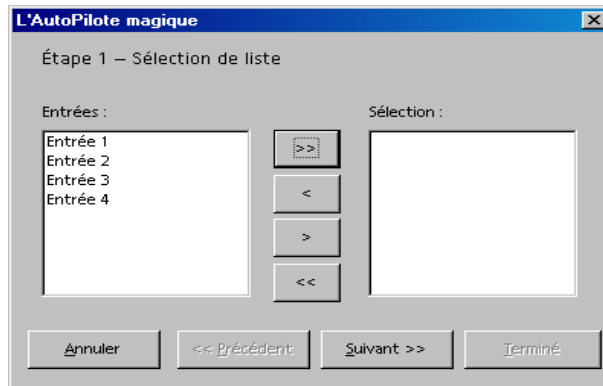 L'AutoPilote magique
Étape 1 – Sélection de liste
Entrées :
Sélection :
Entrée 1
Entrée 2
Entrée 3
Entrée 4
>>
<
>
<<
Annuler
<< Précédent
Suivant >>
Terminé